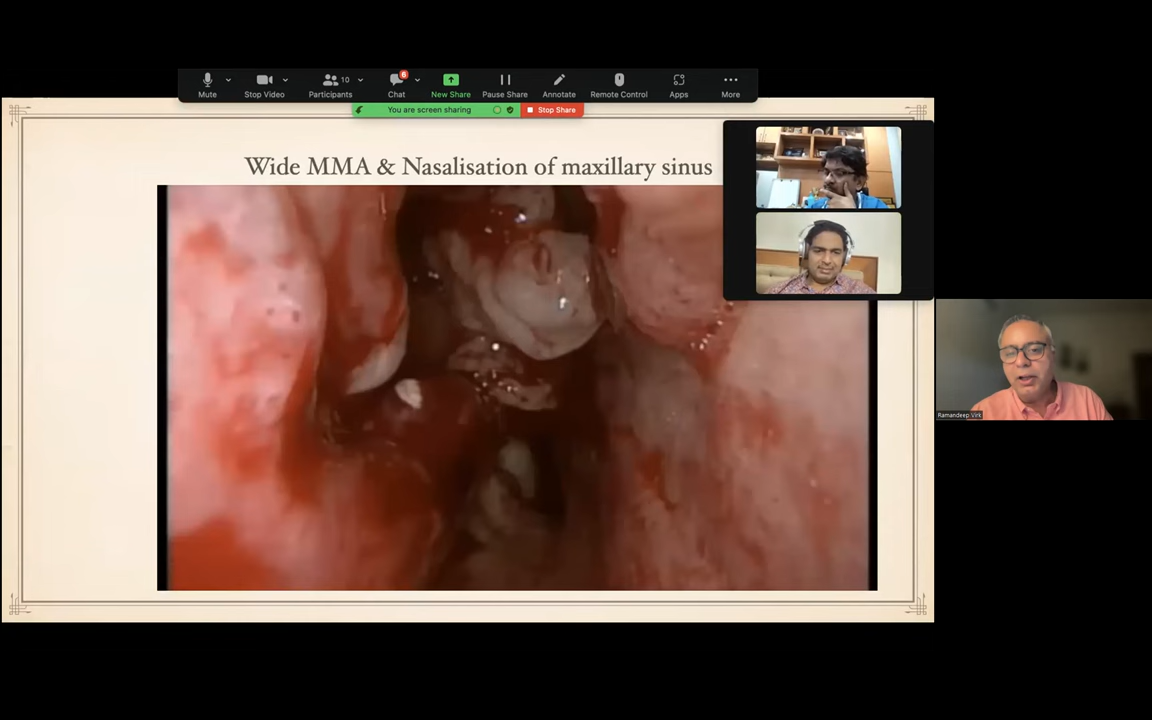 10
6
Mute
Stop Video
Participants
Chat
New Share
Pause Share
Annotate
Remote Control
Apps
More
You are screen sharing
Stop Share
Wide MMA & Nasalisation of maxillary sinus
Ramandeep Virk